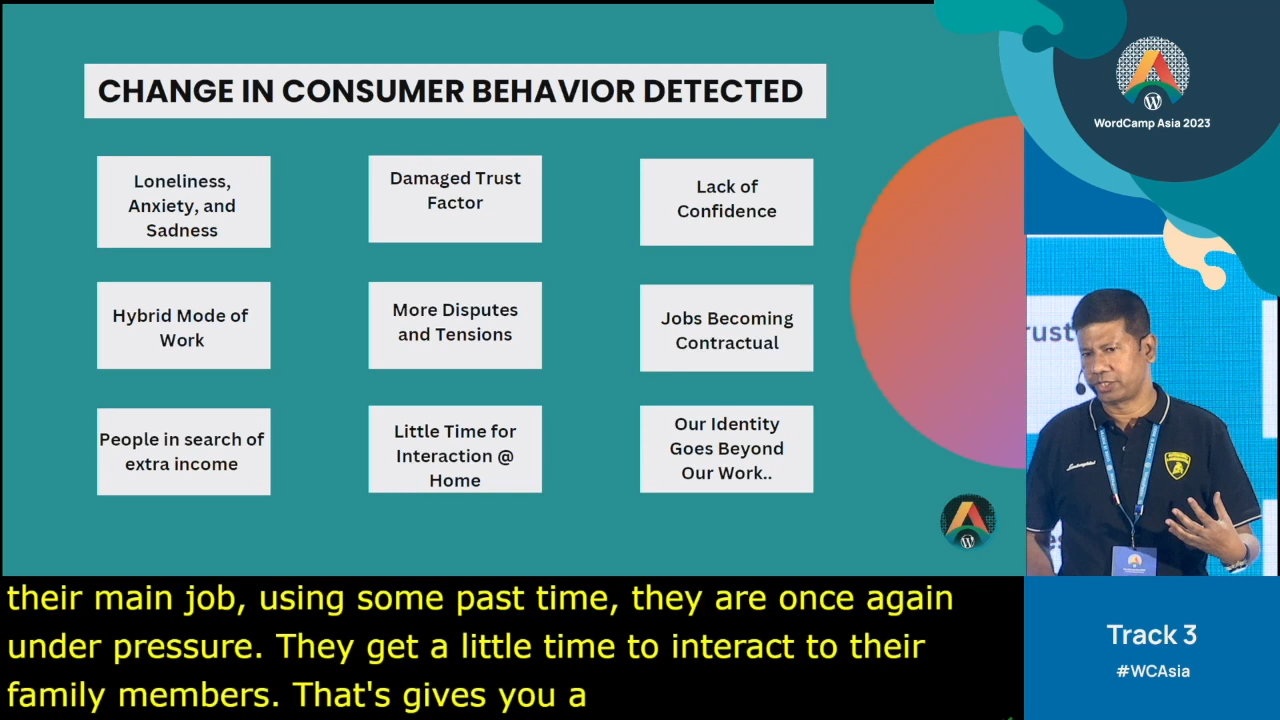 CHANGE IN CONSUMER BEHAVIOR DETECTED
Loneliness,
Anxiety, and
Sadness
Damaged Trust
Factor
Lack of
Confidence
Hybrid Mode of
Work
More Disputes
and Tensions
Jobs Becoming
Contractual
People in search of
extra income
Little Time for
Interaction @
Home
Our Identity
Goes Beyond
Our Work..
WordCamp Asia 2023
rust
Lamborghini
es
their main job, using some past time, they are once again
under pressure. They get a little time to interact to their
family members. That's gives you a
Track 3
#WCAsia